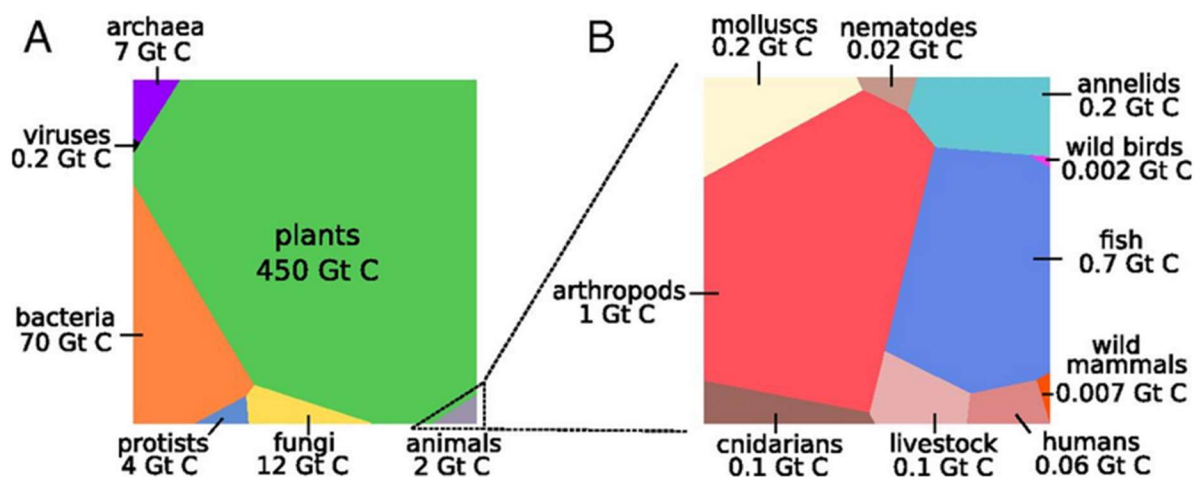 A
archaea
7 Gt C
viruses
0.2 Gt C
plants
450 Gt C
bacteria
70 Gt C
protists
4 Gt C
fungi
12 Gt C
animals
2 Gt C
B
molluscs
0.2 Gt C
nematodes
0.02 Gt C
annelids
0.2 Gt C
wild birds
0.002 Gt C
fish
0.7 Gt C
arthropods
1 Gt C
wild
mammals
0.007 Gt C
cnidarians
0.1 Gt C
livestock
0.1 Gt C
humans
0.06 Gt C